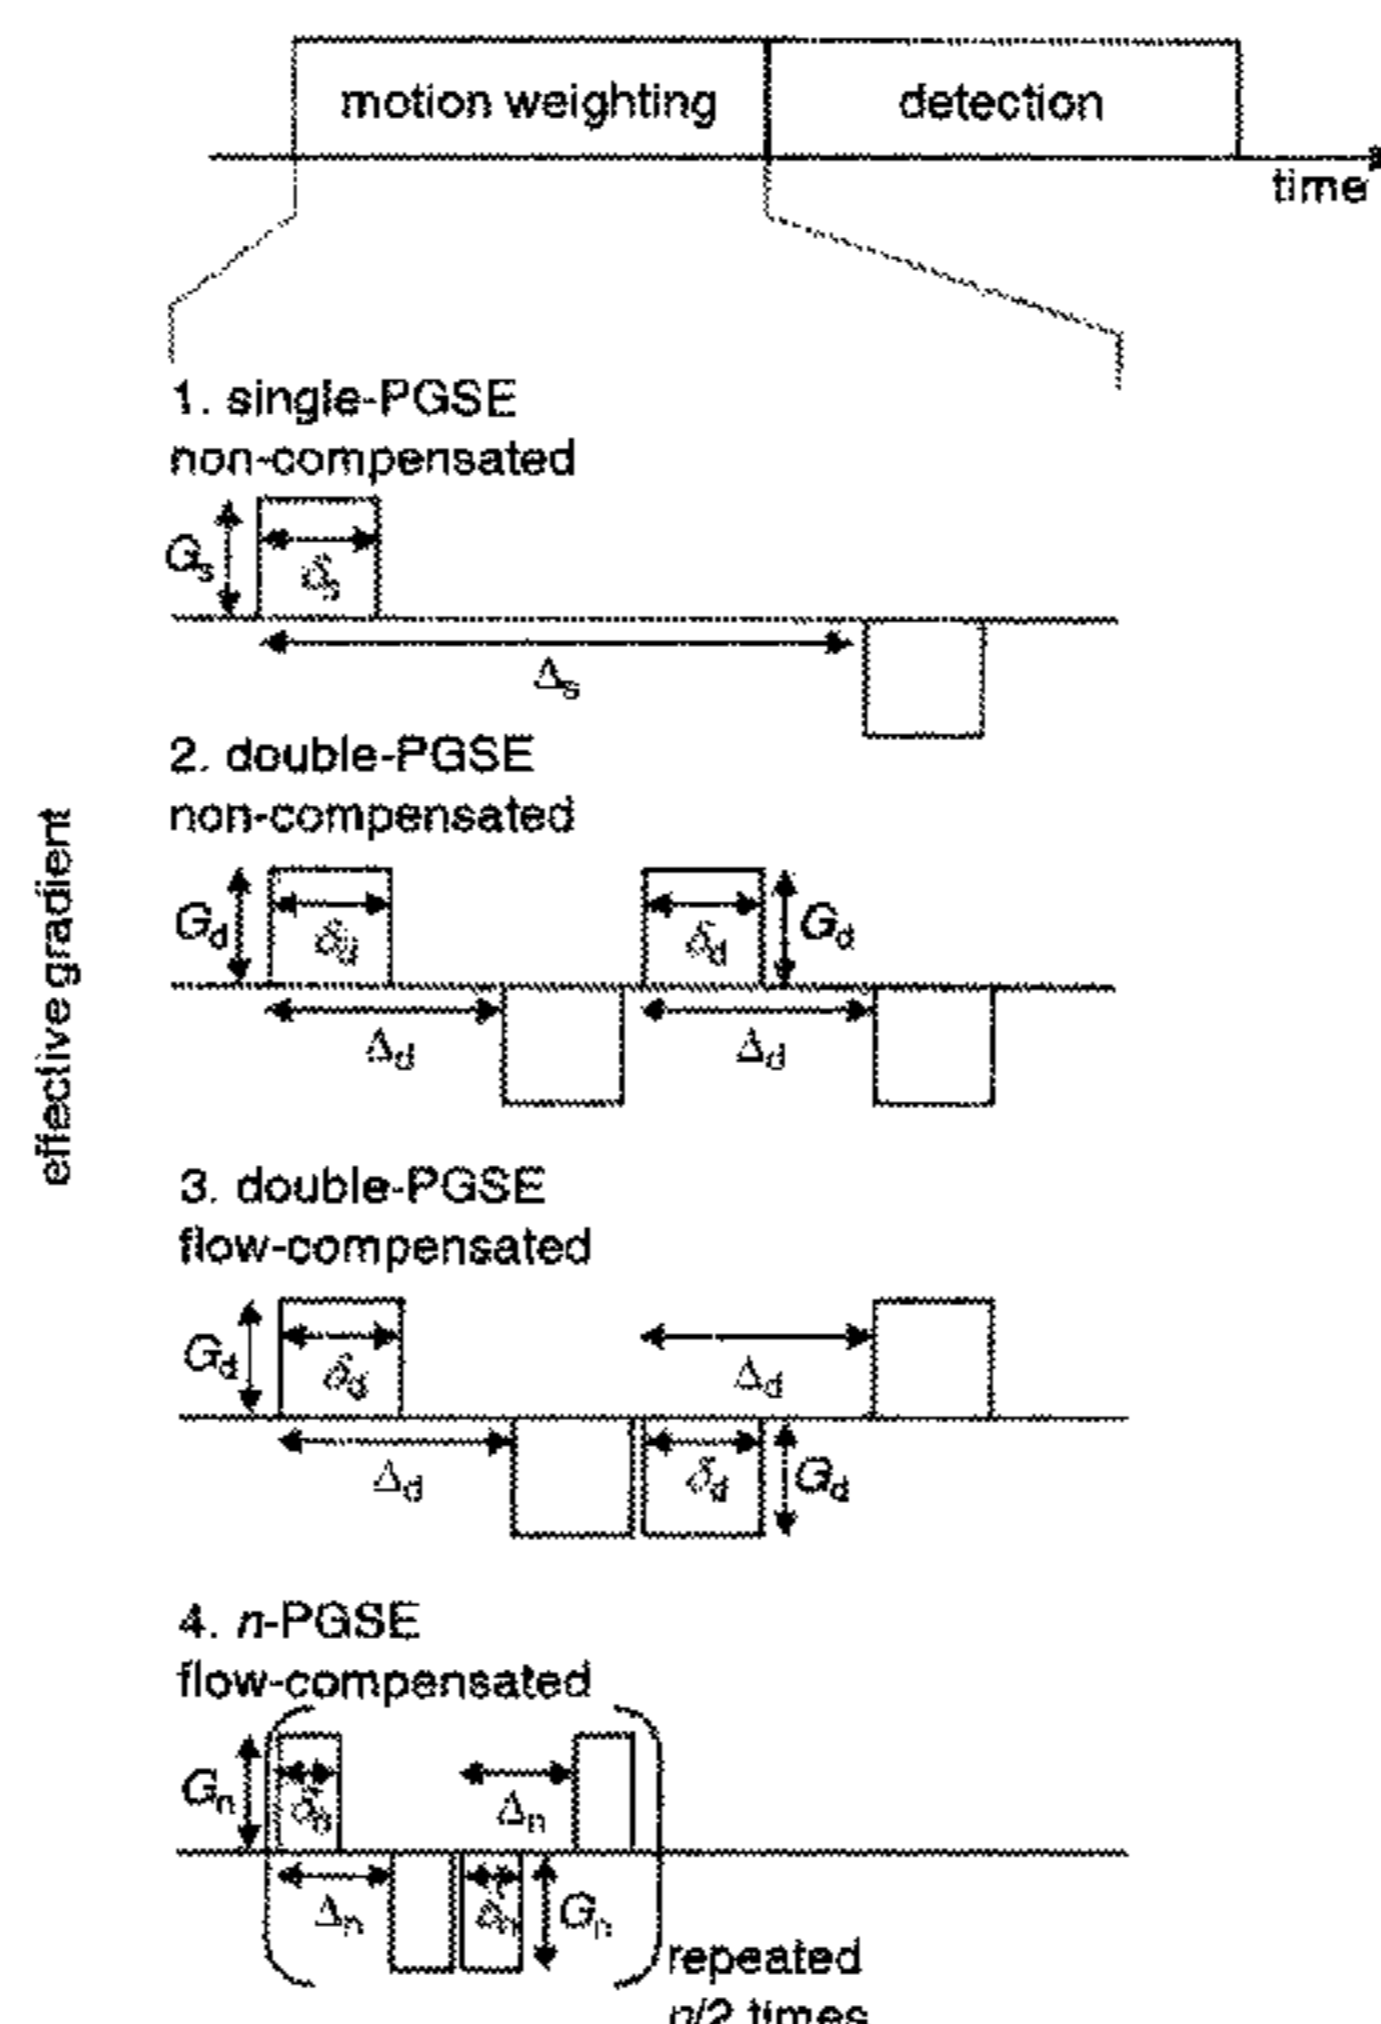 motion weighting
detection
time
effective gradient
1. single-PGSE
non-compensated
Gs
δs
Δs
2. double-PGSE
non-compensated
Gd
δd
δd
Gd
Δd
Δd
3. double-PGSE
flow-compensated
Gd
δd
Δd
Δd
δd
Gd
4. n-PGSE
flow-compensated
Gn
δn
Δn
Δn
δn
Gn
repeated
n/2 times